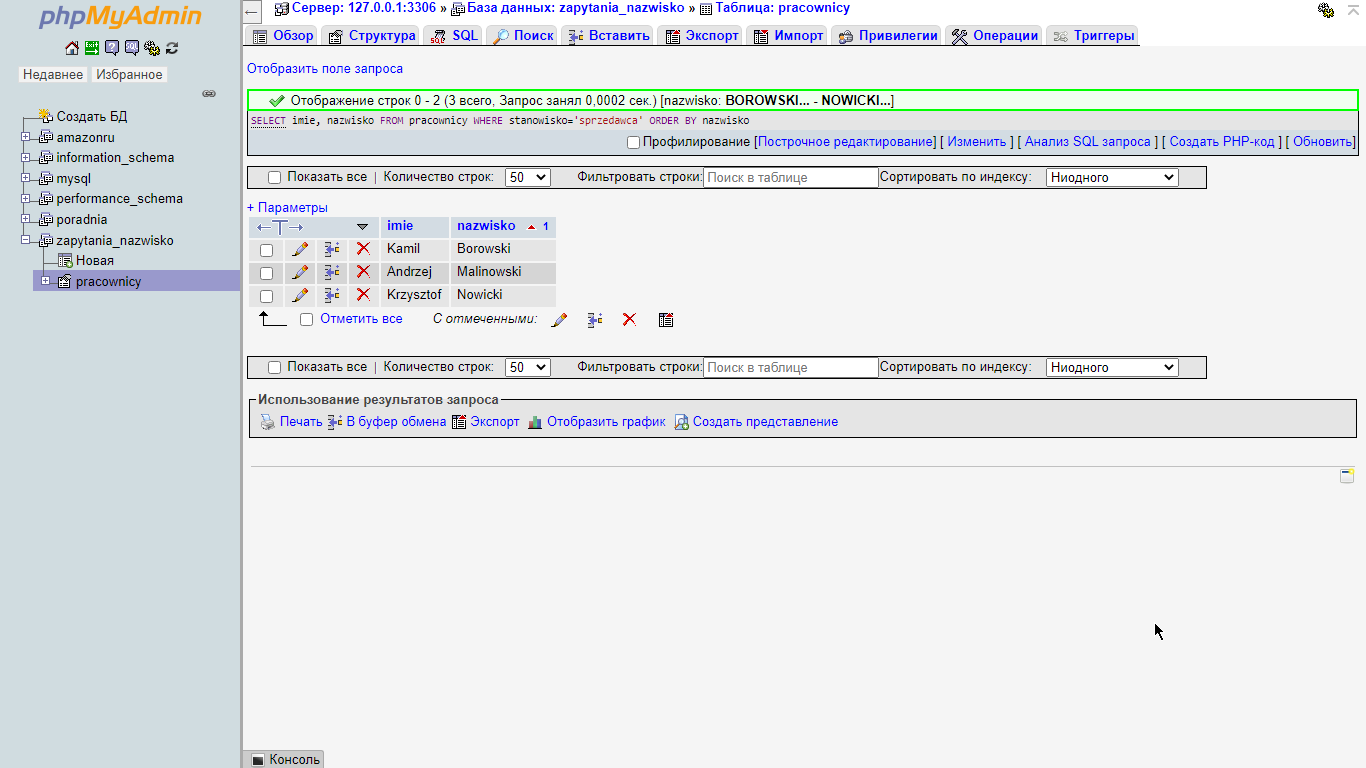 phpMyAdmin
Недавнее Избранное
Создать БД
amazonru
information_schema
mysql
performance_schema
poradnia
zapytania_nazwisko
Новая
pracownicy
Сервер: 127.0.0.1:3306 » База данных: zapytania_nazwisko » Таблица: pracownicy
Обзор Структура SQL Поиск Вставить Экспорт Импорт Привилегии Операции Триггеры
Отобразить поле запроса
Отображение строк 0 - 2 (3 всего, Запрос занял 0,0002 сек.) [nazwisko: BOROWSKI... - NOWICKI...]
SELECT imie, nazwisko FROM pracownicy WHERE stanowisko='sprzedawca' ORDER BY nazwisko
Профилирование [Построчное редактирование] [ Изменить ] [ Анализ SQL запроса ] [ Создать PHP-код ] [ Обновить]
Показать все | Количество строк: 50 Фильтровать строки: Поиск в таблице Сортировать по индексу: Ниодного
+ Параметры
imie nazwisko 1
Kamil Borowski
Andrzej Malinowski
Krzysztof Nowicki
Отметить все С отмеченными:
Показать все | Количество строк: 50 Фильтровать строки: Поиск в таблице Сортировать по индексу: Ниодного
Использование результатов запроса
Печать В буфер обмена Экспорт Отобразить график Создать представление
Консоль